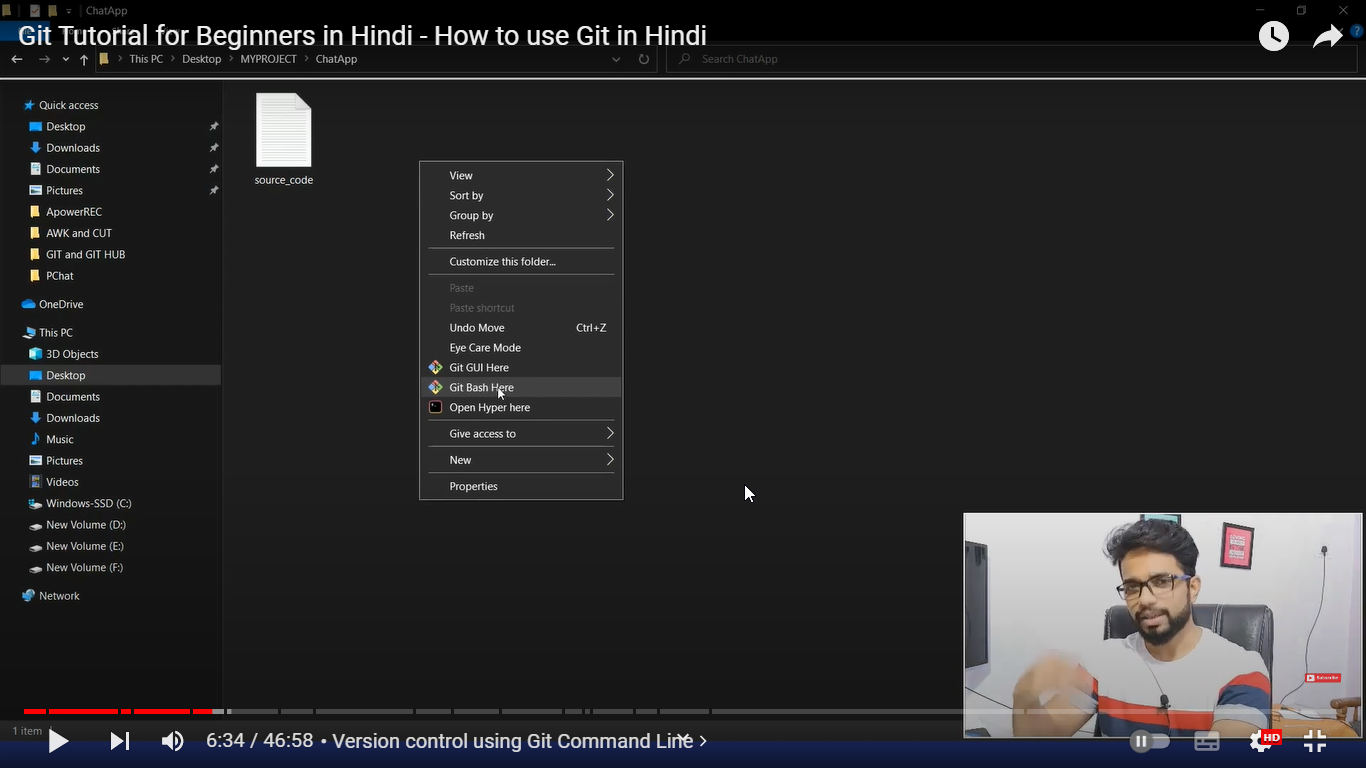 ChatApp
Git Tutorial for Beginners in Hindi - How to use Git in Hindi
This PC > Desktop > MYPROJECT > ChatApp
Search ChatApp
Quick access
Desktop
Downloads
Documents
Pictures
ApowerREC
AWK and CUT
GIT and GIT HUB
PChat
OneDrive
This PC
3D Objects
Desktop
Documents
Downloads
Music
Pictures
Videos
Windows-SSD (C:)
New Volume (D:)
New Volume (E:)
New Volume (F:)
Network
source_code
View
Sort by
Group by
Refresh
Customize this folder...
Paste
Paste shortcut
Undo Move Ctrl+Z
Eye Care Mode
Git GUI Here
Git Bash Here
Open Hyper here
Give access to
New
Properties
Subscribe
1 item
6:34 / 46:58 • Version control using Git Command Line >
HD